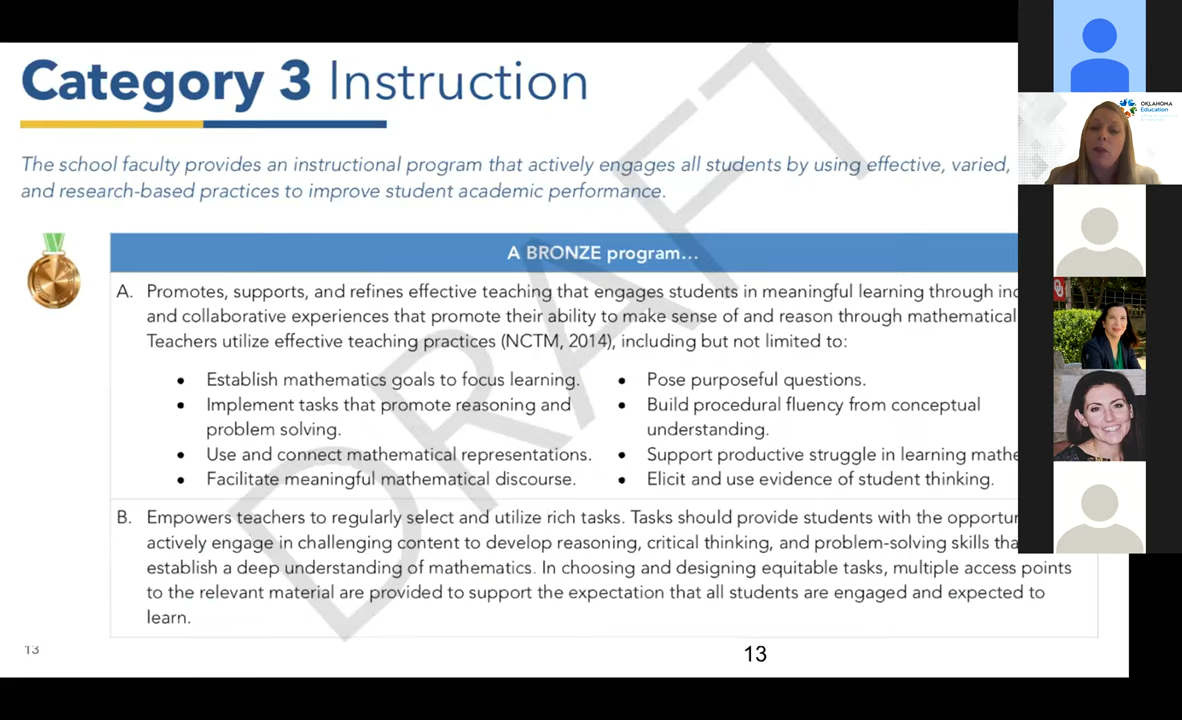 Category 3 Instruction
The school faculty provides an instructional program that actively engages all students by using effective, varied,
and research-based practices to improve student academic performance.
A BRONZE program...
A. Promotes, supports, and refines effective teaching that engages students in meaningful learning through
and collaborative experiences that promote their ability to make sense of and reason through mathematical
Teachers utilize effective teaching practices (NCTM, 2014), including but not limited to:
• Establish mathematics goals to focus learning.
• Implement tasks that promote reasoning and
problem solving.
• Use and connect mathematical representations.
• Facilitate meaningful mathematical discourse.
• Pose purposeful questions.
• Build procedural fluency from conceptual
understanding.
• Support productive struggle in learning
• Elicit and use evidence of student thinking.
B. Empowers teachers to regularly select and utilize rich tasks. Tasks should provide students with the
actively engage in challenging content to develop reasoning, critical thinking, and problem-solving skills
establish a deep understanding of mathematics. In choosing and designing equitable tasks, multiple access points
to the relevant material are provided to support the expectation that all students are engaged and expected to
learn.
13
13
DRAFT
OKLAHOMA
Education